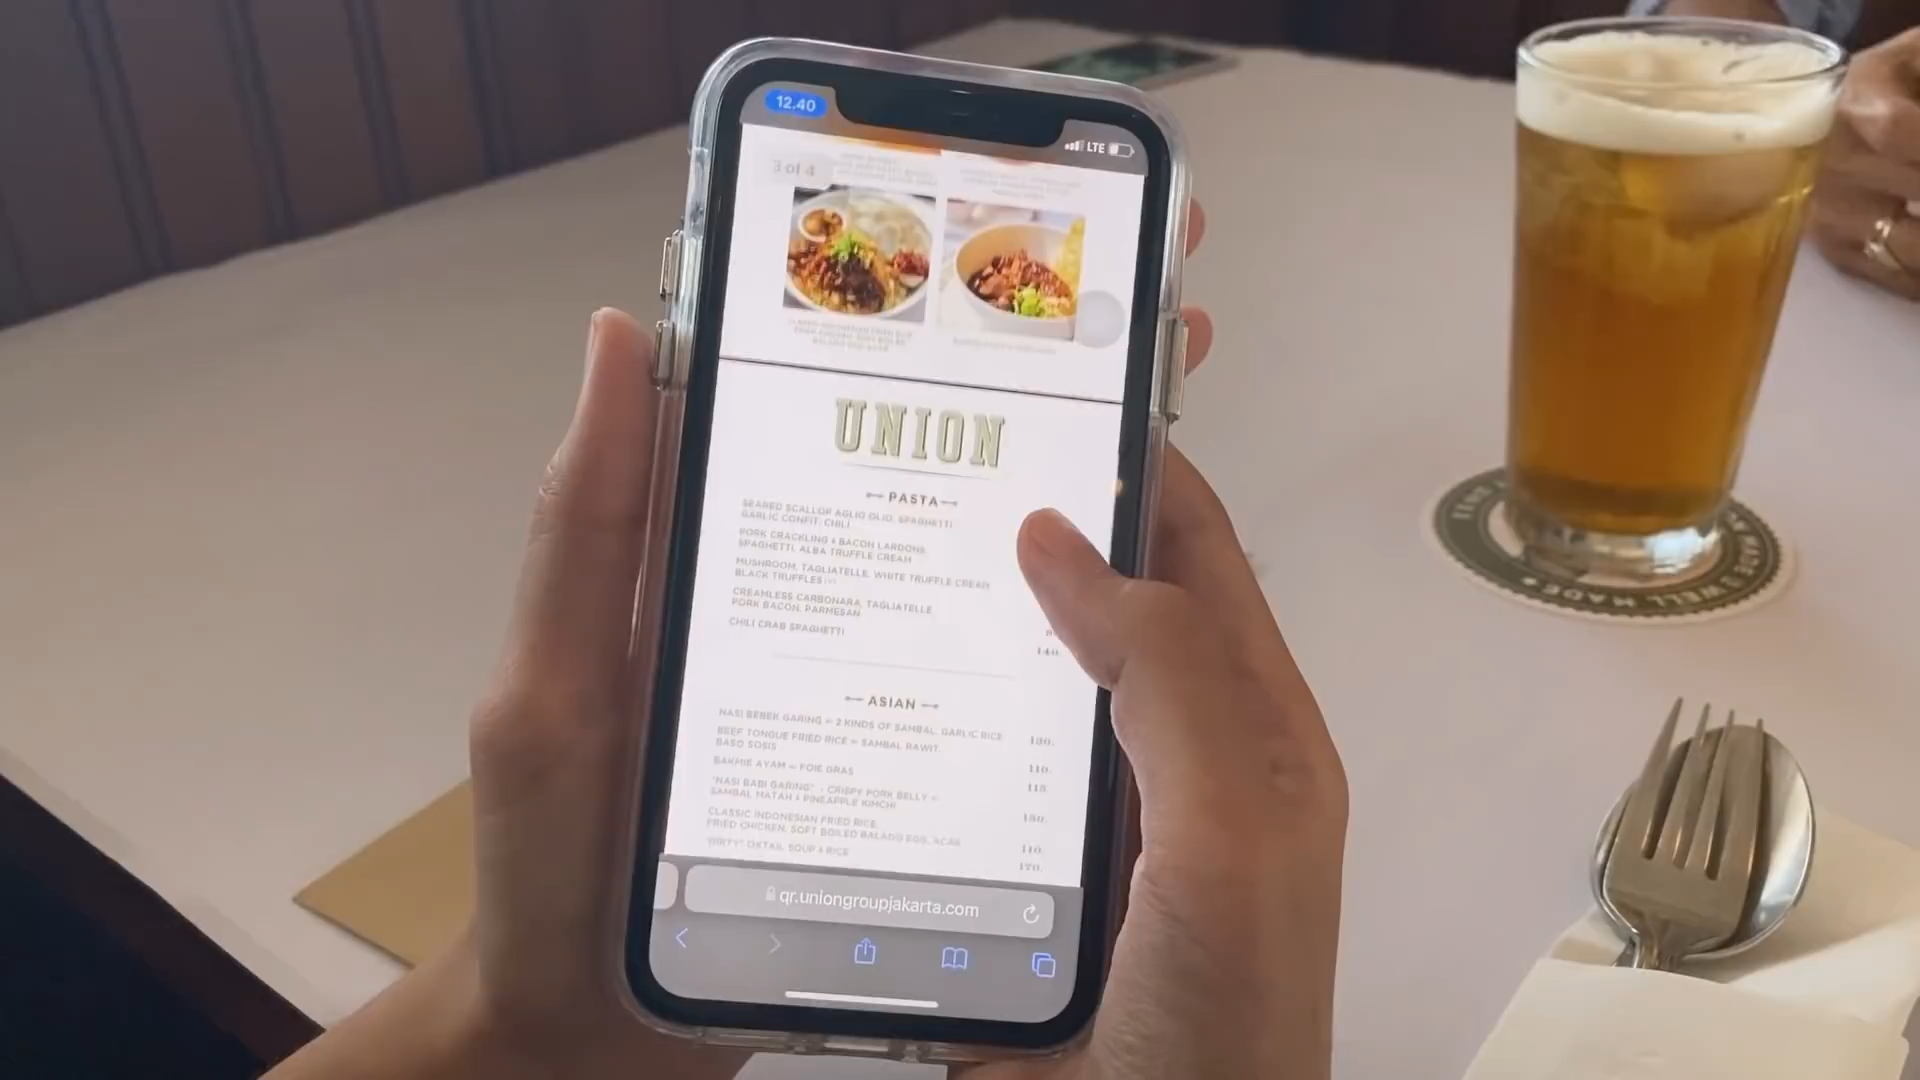 12.40
LTE
3 of 4
UNION
PASTA
SEARED SCALLOP AGLIO OLIO, SPAGHETTI
GARLIC CONFIT, CHILI
PORK CRACKLING & BACON LARDONS,
SPAGHETTI, ALBA TRUFFLE CREAM
MUSHROOM, TAGLIATELLE, WHITE TRUFFLE CREAM
BLACK TRUFFLES
CREAMLESS CARBONARA, TAGLIATELLE
PORK BACON, PARMESAN
CHILI CRAB SPAGHETTI
140.
ASIAN
NASI BEBEK GARING 2 KINDS OF SAMBAL, GARLIC RICE
BEEF TONGUE FRIED RICE SAMBAL RAWIT, 110.
BASO SOSIS
BAKMIE AYAM FOIE GRAS
"NASI BABI GARING" - CRISPY PORK BELLY
SAMBAL MATAH & PINEAPPLE KIMCHI
CLASSIC INDONESIAN FRIED RICE, 110.
FRIED CHICKEN, SOFT BOILED BALADO EGG, ACAR
"DIRTY" OXTAIL SOUP & RICE 170.
qr.uniongroupjakarta.com
WELL MADE